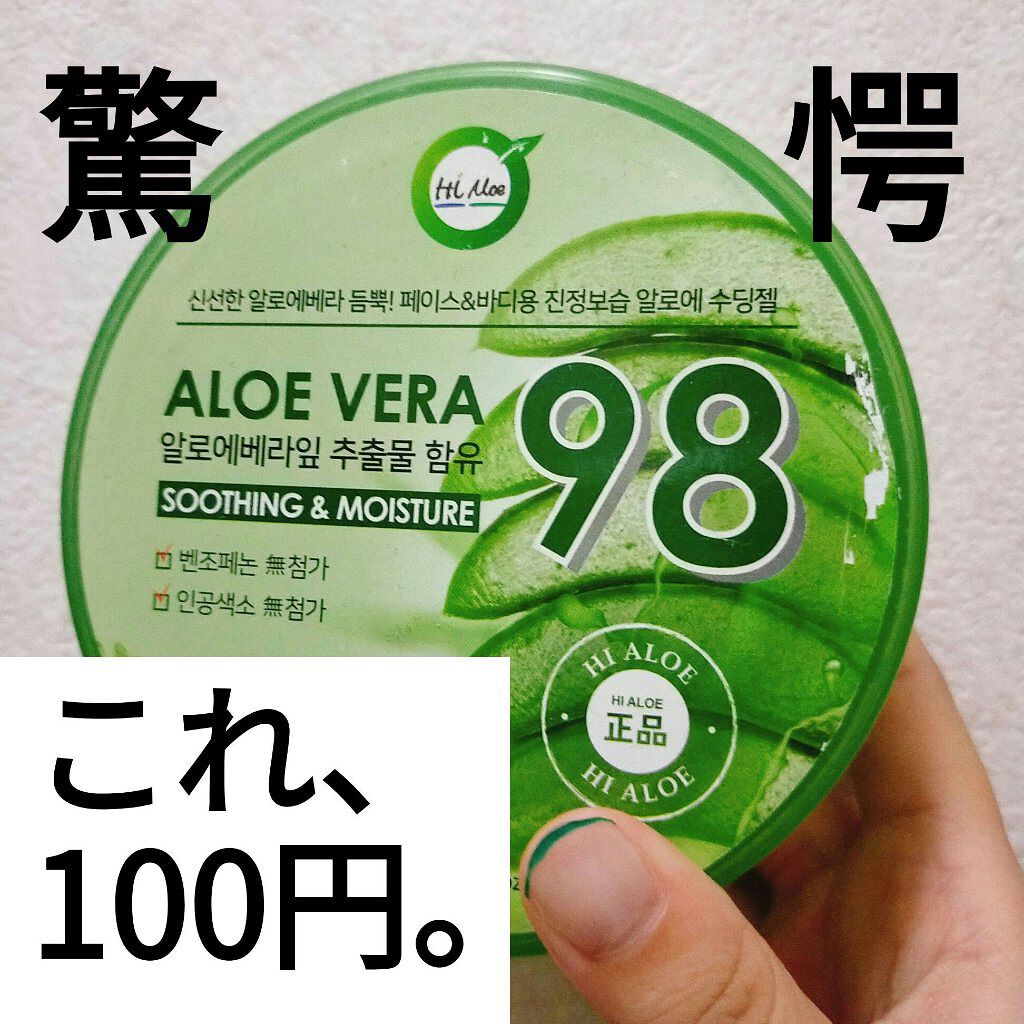 驚愕
Hi Aloe
신선한 알로에베라 듬뿍! 페이스&바디용 진정보습 알로에 수딩젤
ALOE VERA
98
알로에베라잎 추출물 함유
SOOTHING & MOISTURE
벤조페논 無첨가
인공색소 無첨가
HI ALOE
HI ALOE
正品
HI ALOE
これ、
100円。